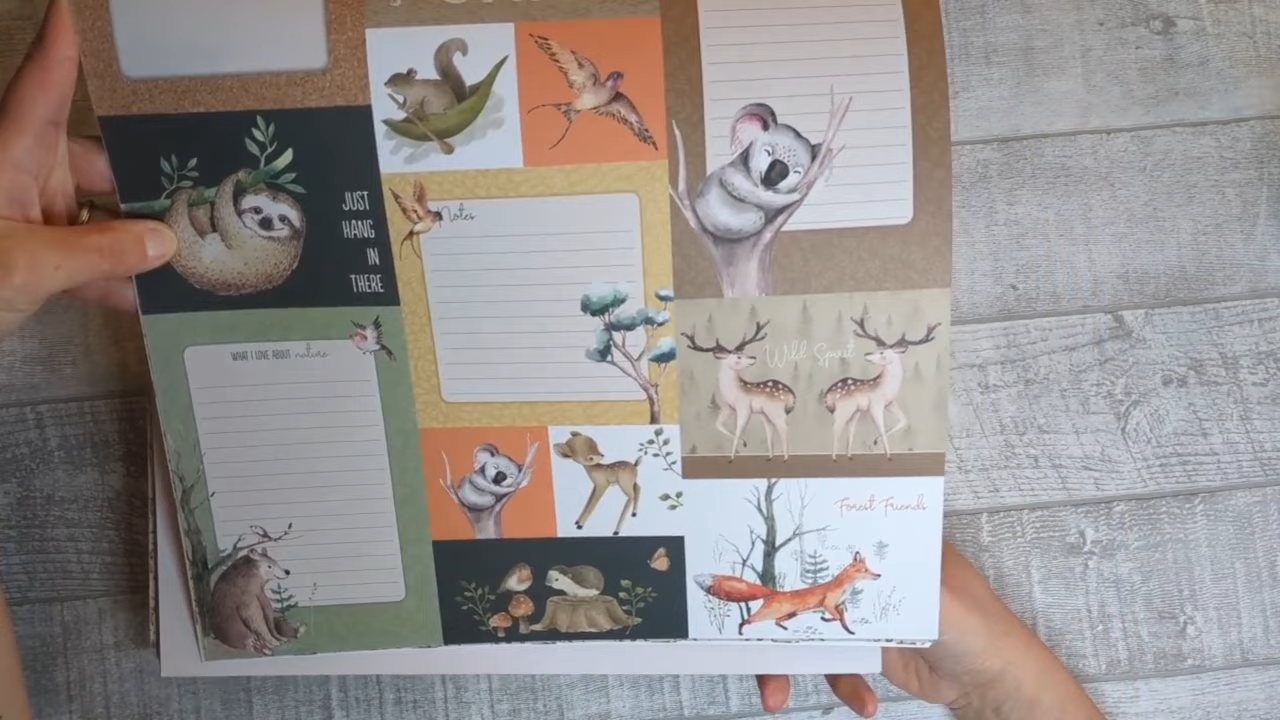 JUST
HANG
IN
THERE
Notes
WHAT I LOVE ABOUT nature
Wild Spirit
Forest Friends